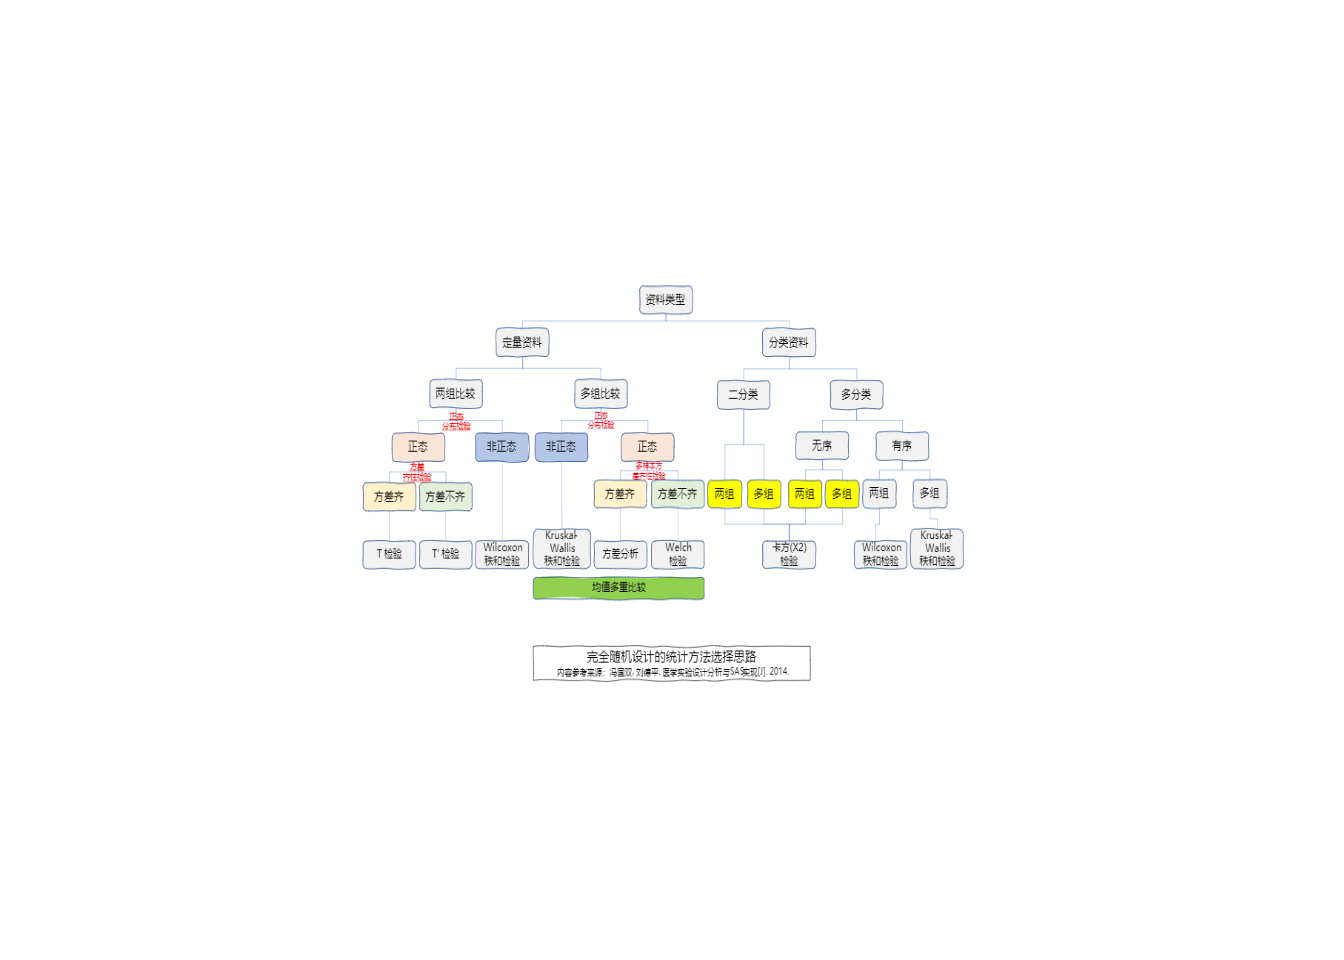 资料类型
定量资料
分类资料
两组比较
多组比较
二分类
多分类
正态
分布检验
正态
分布检验
正态
非正态
非正态
正态
无序
有序
方差
齐性检验
多样本方
差齐性检验
方差齐
方差不齐
方差齐
方差不齐
两组
多组
两组
多组
两组
多组
T 检验
T' 检验
Wilcoxon
秩和检验
Kruskal-
Wallis
秩和检验
方差分析
Welch
检验
卡方(X2)
检验
Wilcoxon
秩和检验
Kruskal-
Wallis
秩和检验
均值多重比较
完全随机设计的统计方法选择思路
内容参考来源：冯国双, 刘德平. 医学实验设计分析与SAS实现[J]. 2014.